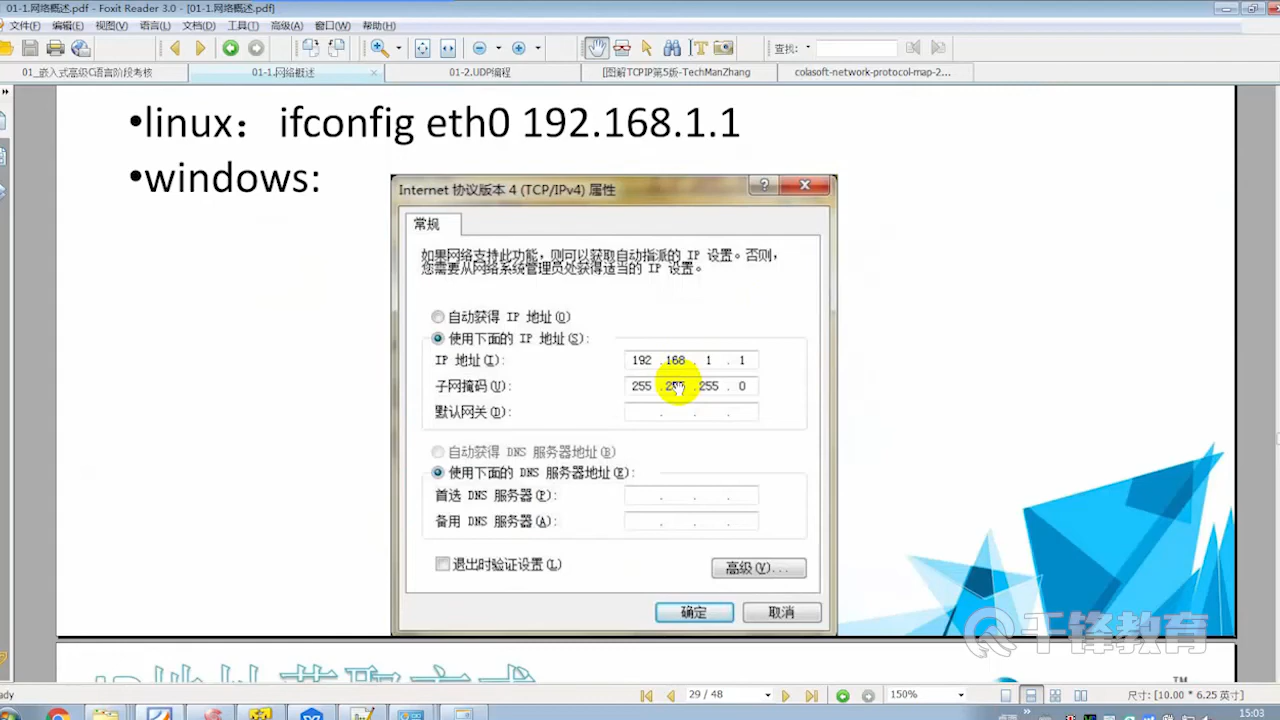 01-1.网络概述.pdf - Foxit Reader 3.0 - [01-1.网络概述.pdf]
文件(F) 编辑(E) 视图(V) 语言(L) 文档(D) 工具(T) 高级(A) 窗口(W) 帮助(H)
查找:
01_嵌入式高级C语言阶段考核 01-1.网络概述 01-2.UDP编程 [图解TCPIP第5版-TechManZhang colasoft-network-protocol-map-2...
•linux： ifconfig eth0 192.168.1.1
•windows:
Internet 协议版本 4 (TCP/IPv4) 属性
常规
如果网络支持此功能，则可以获取自动指派的 IP 设置。否则，
您需要从网络系统管理员处获得适当的 IP 设置。
自动获得 IP 地址(O)
使用下面的 IP 地址(S):
IP 地址(I): 192 . 168 . 1 . 1
子网掩码(U): 255 . 255 . 255 . 0
默认网关(D): . . .
自动获得 DNS 服务器地址(B)
使用下面的 DNS 服务器地址(E):
首选 DNS 服务器(P): . . .
备用 DNS 服务器(A): . . .
退出时验证设置(L)
高级(V)...
确定 取消
千锋教育
TM
ady 29 / 48 150% 尺寸: [10.00 * 6.25 英寸]
15:03